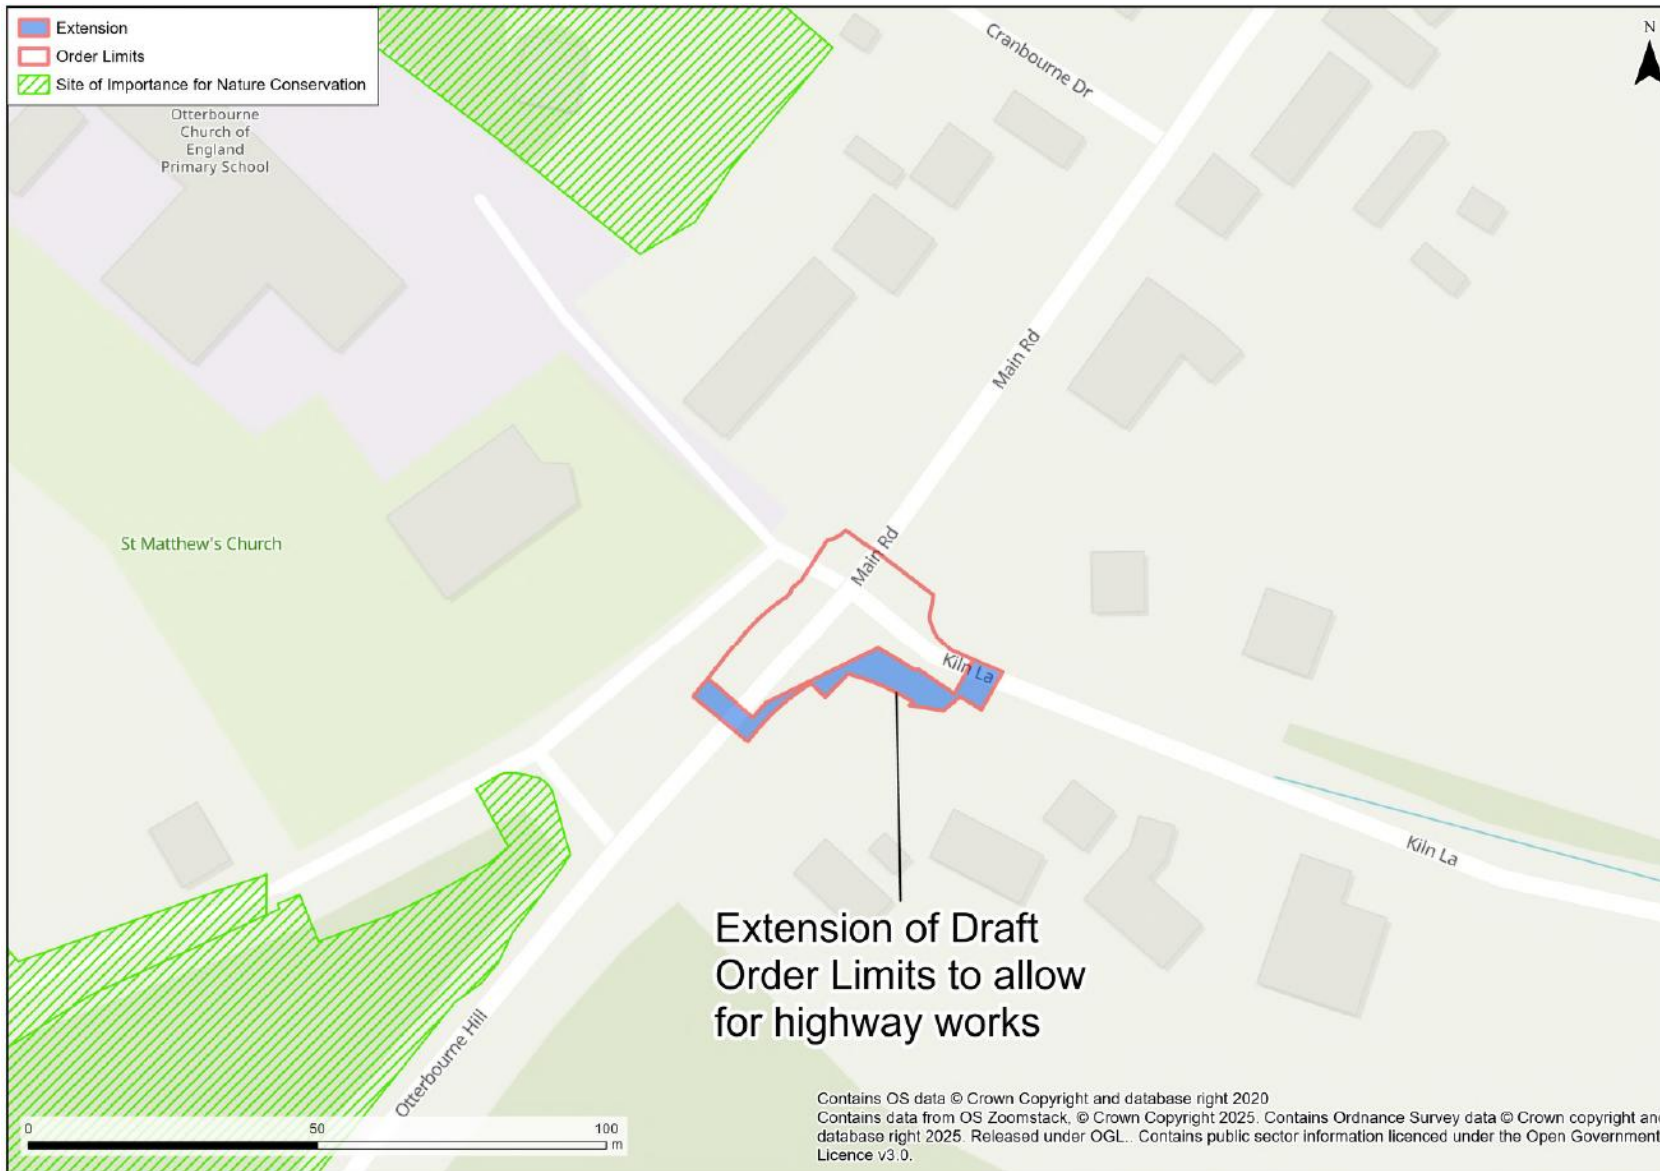 Extension
Order Limits
Site of Importance for Nature Conservation
N
Cranbourne Dr
Otterbourne
Church of
England
Primary School
Main Rd
St Matthew's Church
Main Rd
Kiln La
Kiln La
Extension of Draft
Order Limits to allow
for highway works
Otterbourne Hill
0 50 100
m
Contains OS data © Crown Copyright and database right 2020
Contains data from OS Zoomstack, © Crown Copyright 2025. Contains Ordnance Survey data © Crown copyright and
database right 2025. Released under OGL.. Contains public sector information licenced under the Open Government
Licence v3.0.